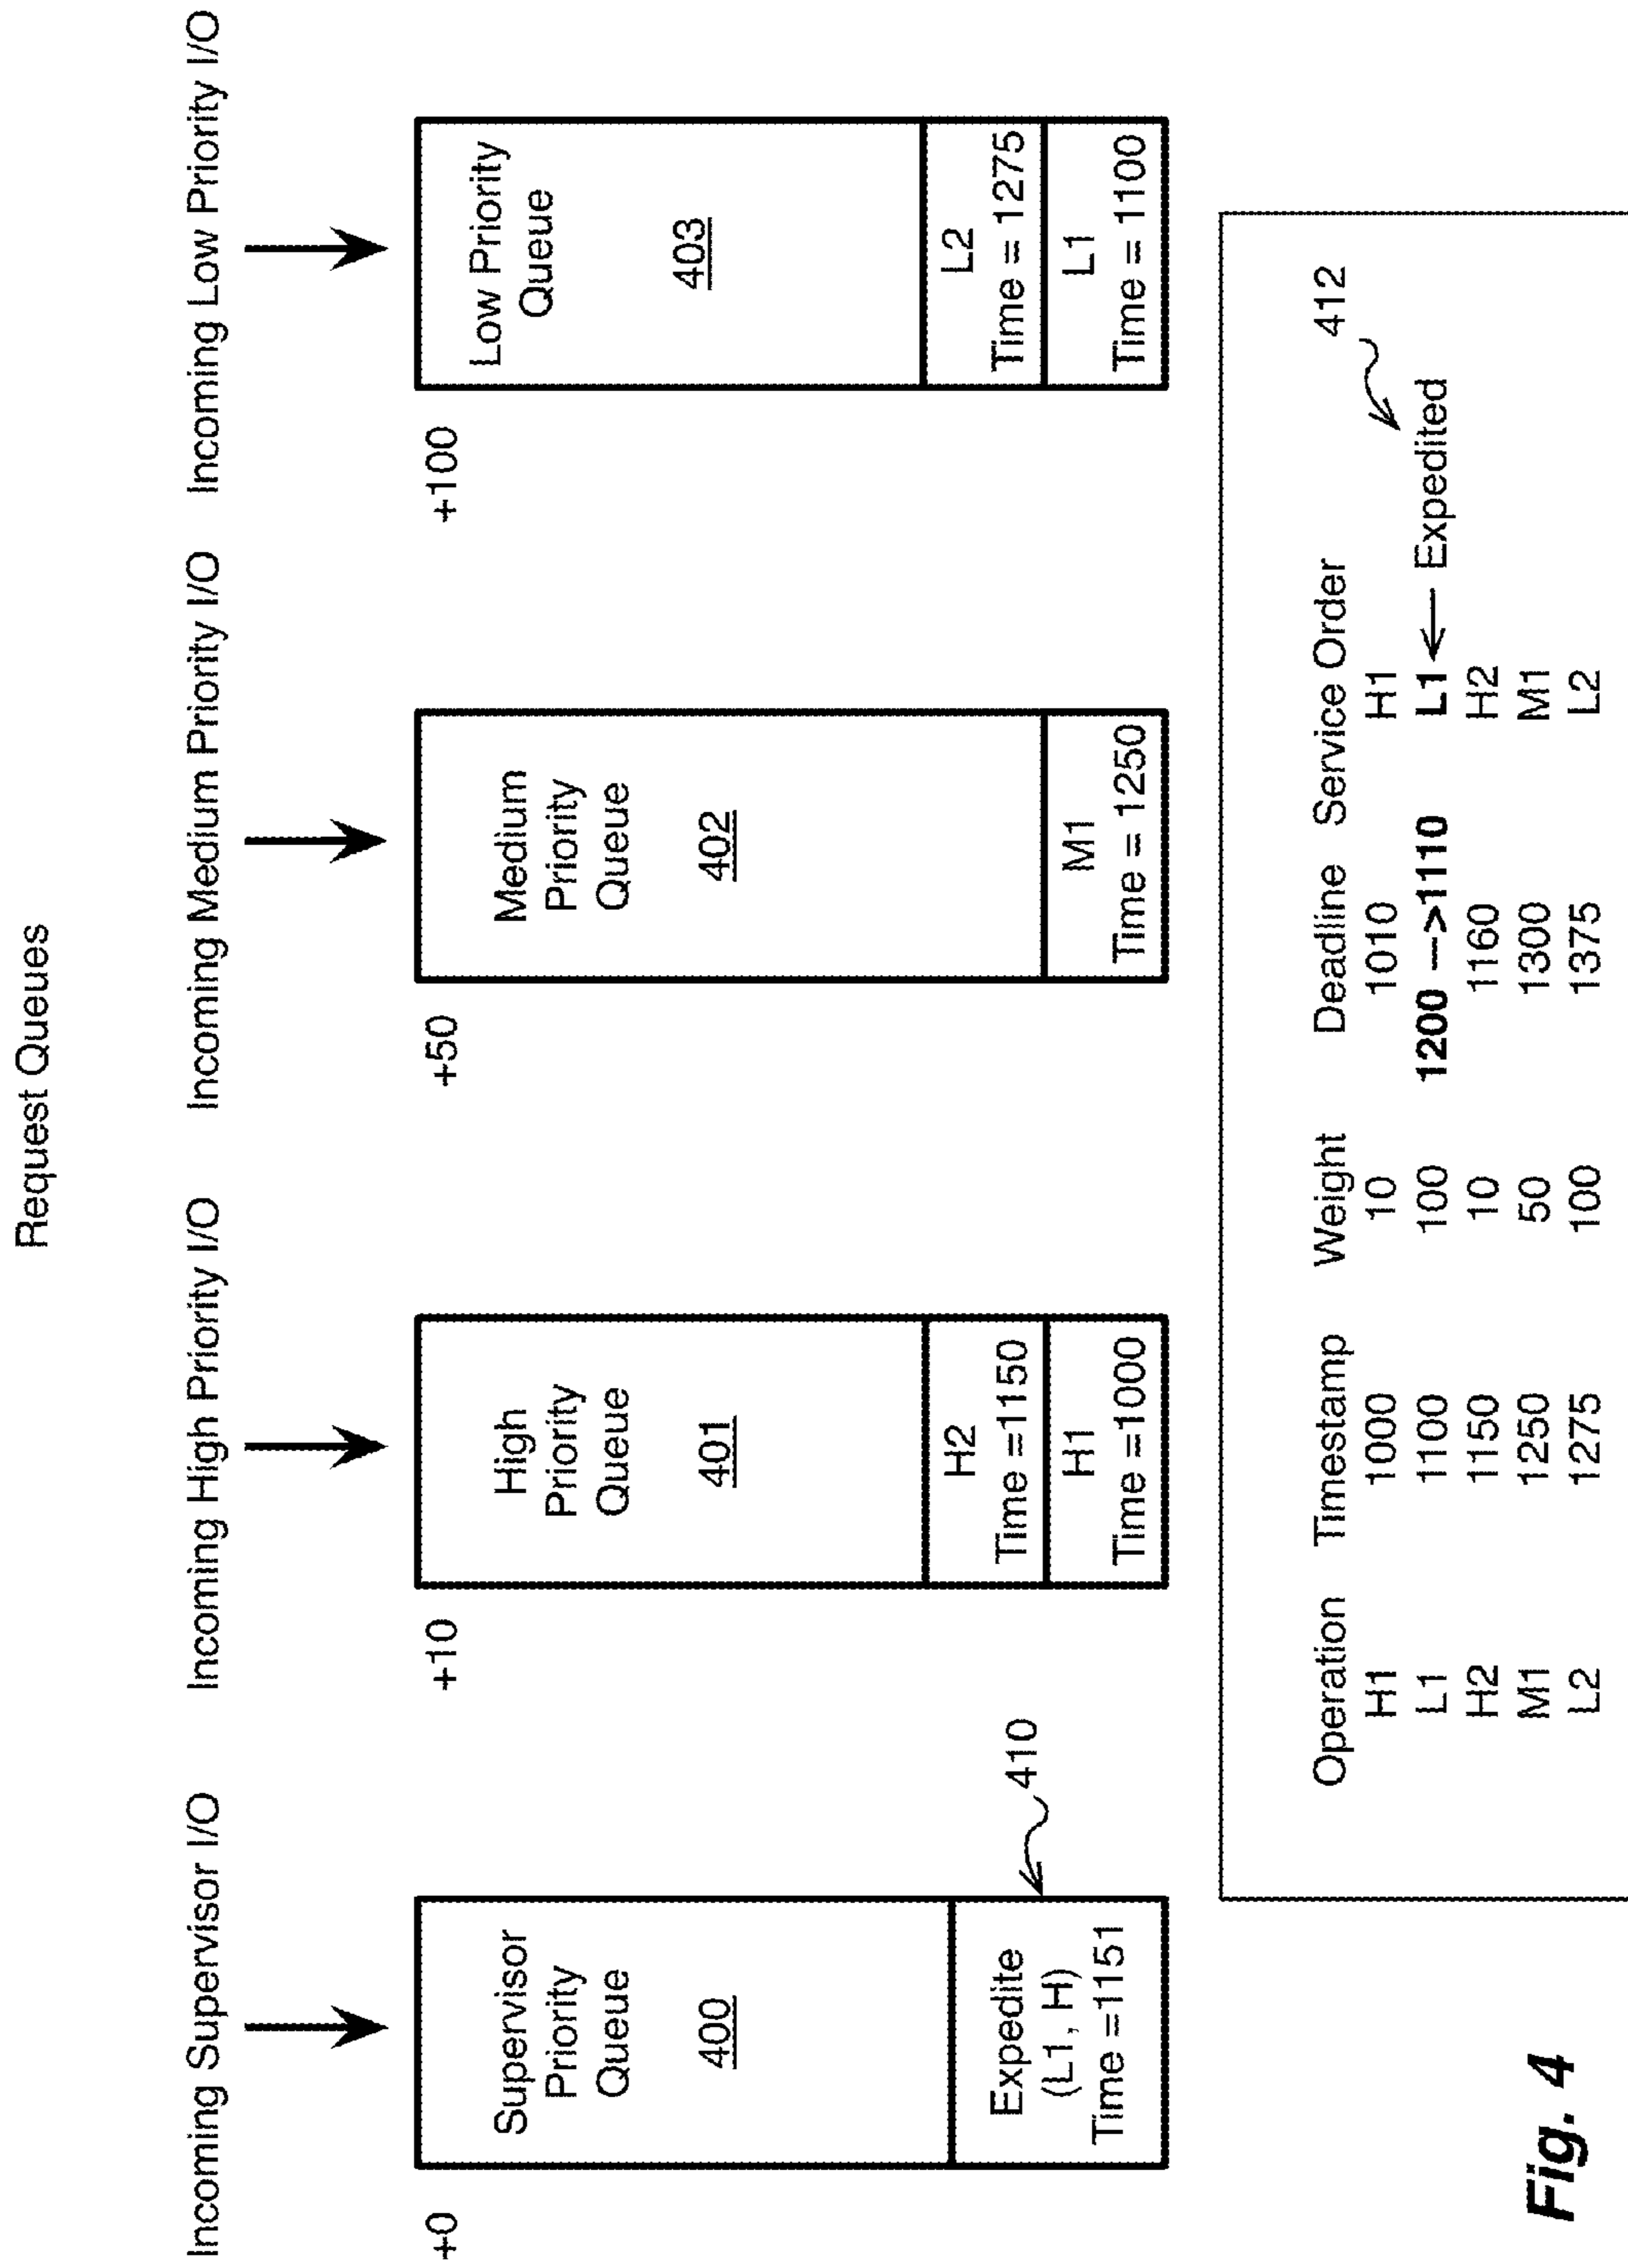 Request Queues
Incoming Supervisor I/O
Incoming High Priority I/O
Incoming Medium Priority I/O
Incoming Low Priority I/O
+0
Supervisor
Priority
Queue
400
Expedite
(L1, H)
Time =1151
410
+10
High
Priority
Queue
401
H2
Time =1150
H1
Time =1000
+50
Medium
Priority
Queue
402
M1
Time = 1250
+100
Low Priority
Queue
403
L2
Time = 1275
L1
Time = 1100
Operation Timestamp Weight Deadline Service Order
H1 1000 10 1010 H1
L1 1100 100 1200 -->1110 L1 Expedited
H2 1150 10 1160 H2
M1 1250 50 1300 M1
L2 1275 100 1375 L2
412
Fig. 4